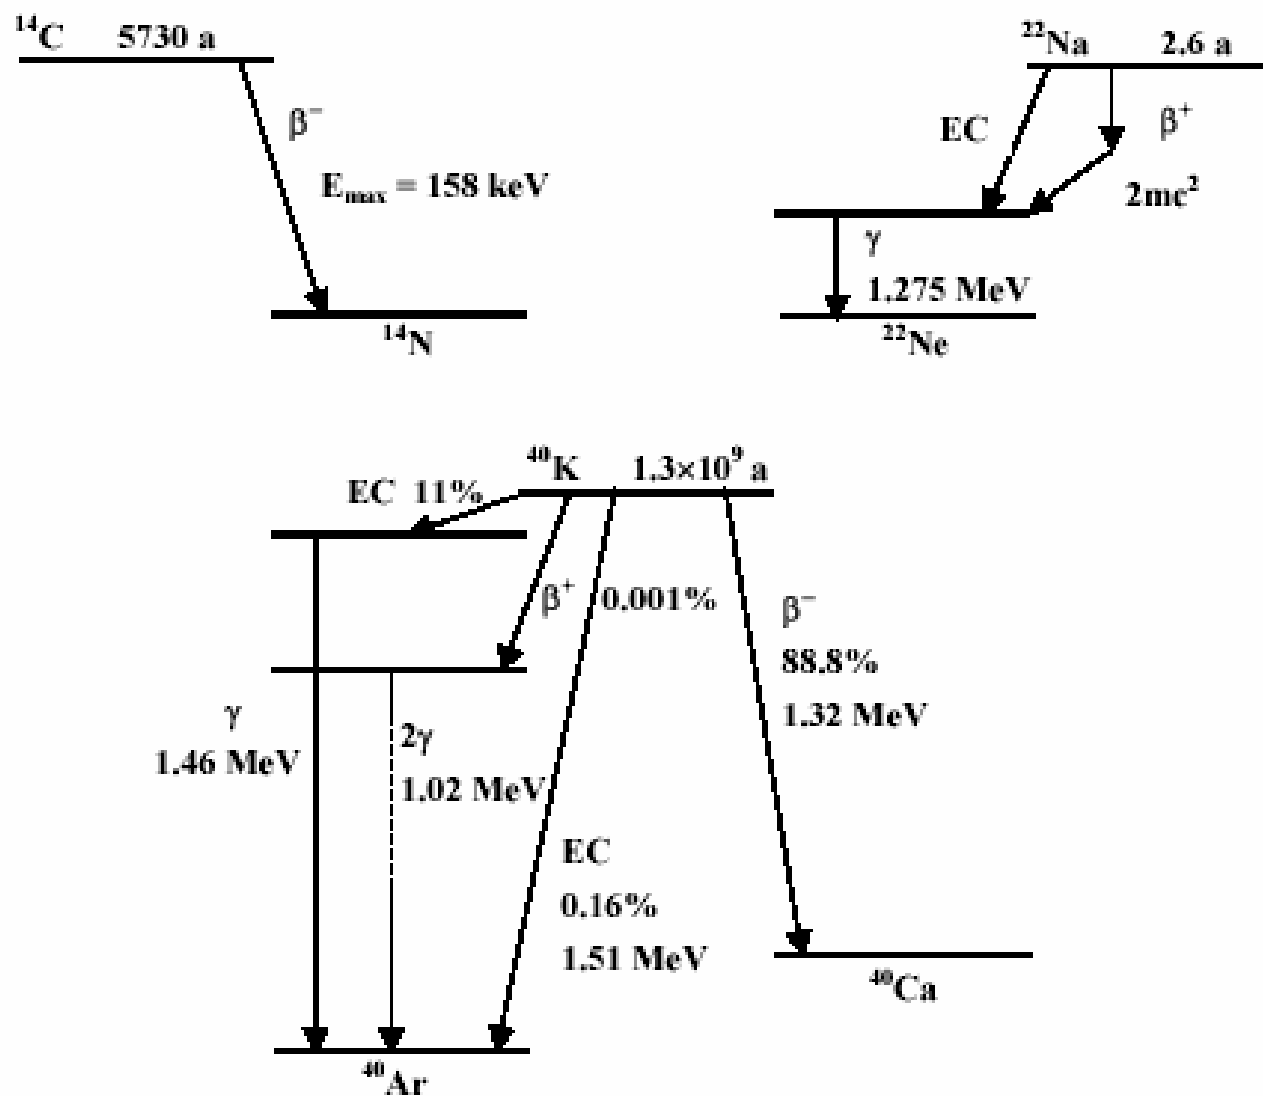 ¹⁴C 5730 a
β⁻
E_max = 158 keV
¹⁴N
²²Na 2.6 a
EC
β⁺
2mc²
γ
1.275 MeV
²²Ne
⁴⁰K 1.3×10⁹ a
EC 11%
β⁺ 0.001%
β⁻
88.8%
1.32 MeV
γ
1.46 MeV
2γ
1.02 MeV
EC
0.16%
1.51 MeV
⁴⁰Ca
⁴⁰Ar